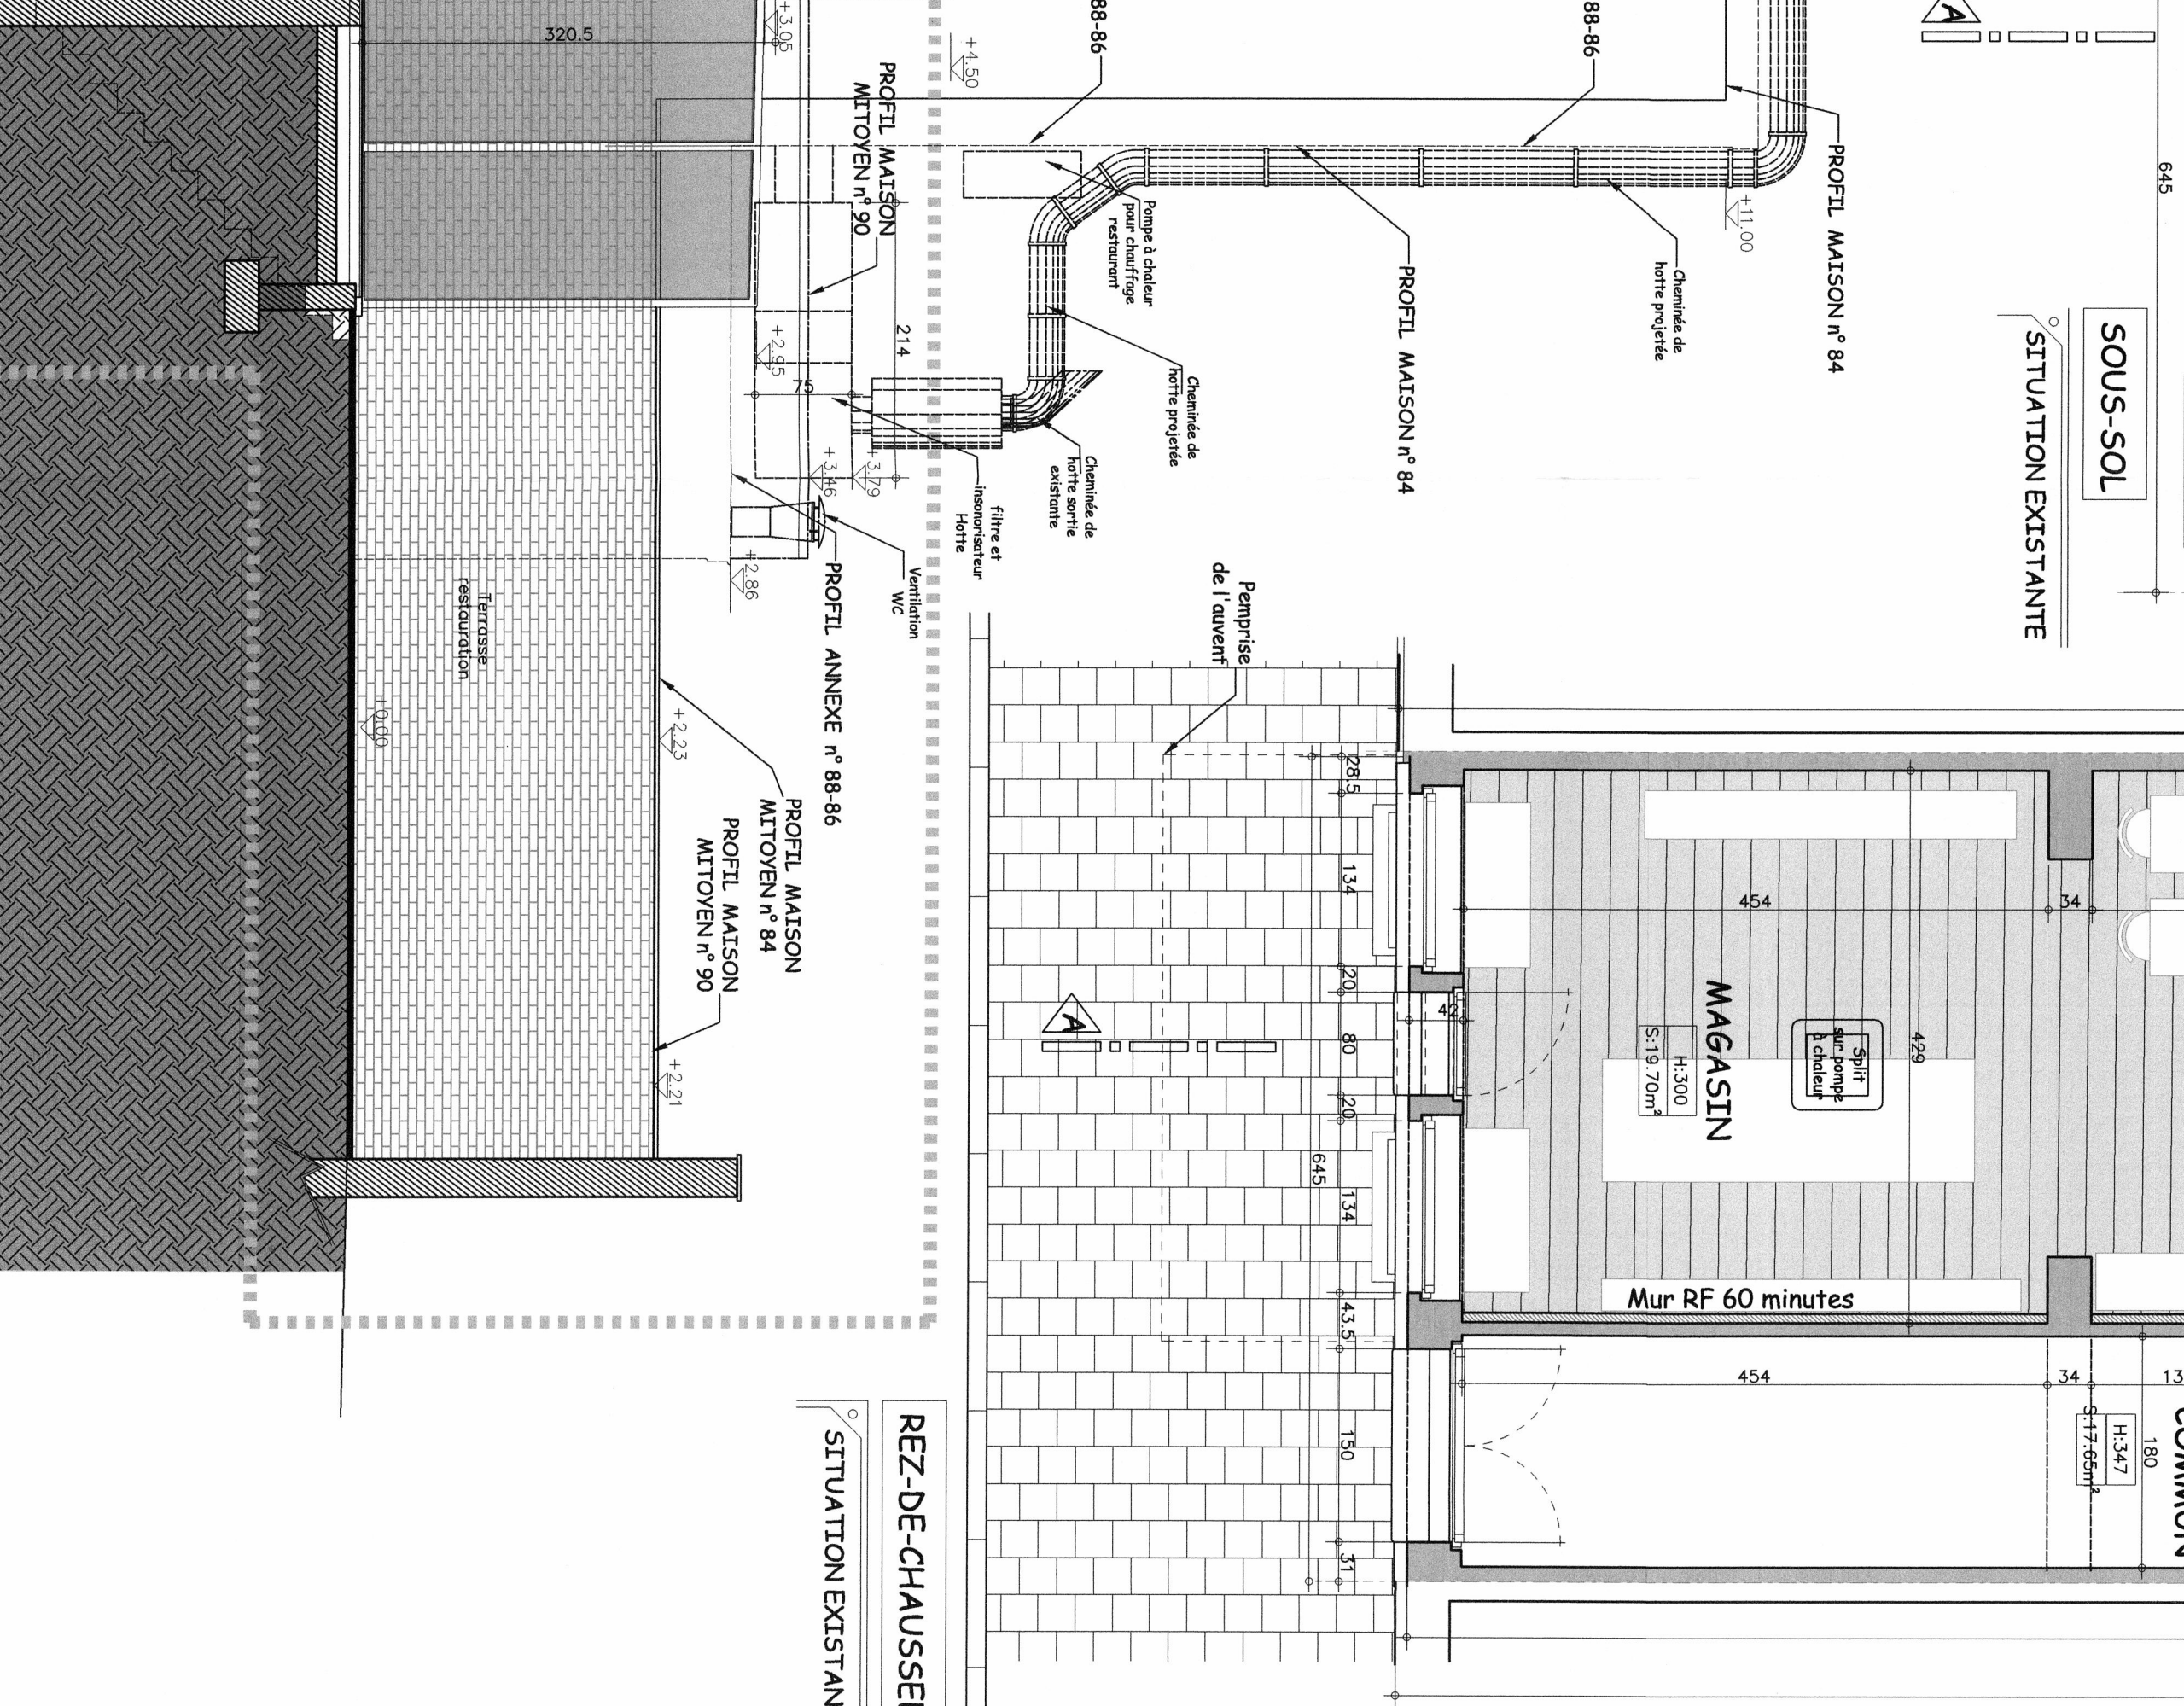 320.5
+3.05
PROFIL MAISON
MITOYEN n° 90
+4.50
88-86
88-86
PROFIL MAISON n° 84
+11.00
A
645
SOUS-SOL
SITUATION EXISTANTE
Pompe à chaleur
pour chauffage
restaurant
PROFIL MAISON n° 84
Cheminée de
hotte projetée
214
+2.95
75
Cheminée de
hotte projetée
Cheminée de
hotte sortie
existante
+3.46
+3.79
filtre et
insonorisateur
Hotte
Ventilation
WC
+2.86
PROFIL ANNEXE n° 88-86
Terrasse
restauration
+0.00
+2.23
PROFIL MAISON
MITOYEN n° 84
PROFIL MAISON
MITOYEN n° 90
+2.21
Pemprise
de l'auvent
28.5
134
20
80
20
134
43.5
150
31
645
42
A
454
34
429
MAGASIN
H:300
S:19.70m²
Split
sur pompe
à chaleur
Mur RF 60 minutes
454
34
13
180
H:347
S:17.65m²
COMMUN
REZ-DE-CHAUSSEE
SITUATION EXISTAN